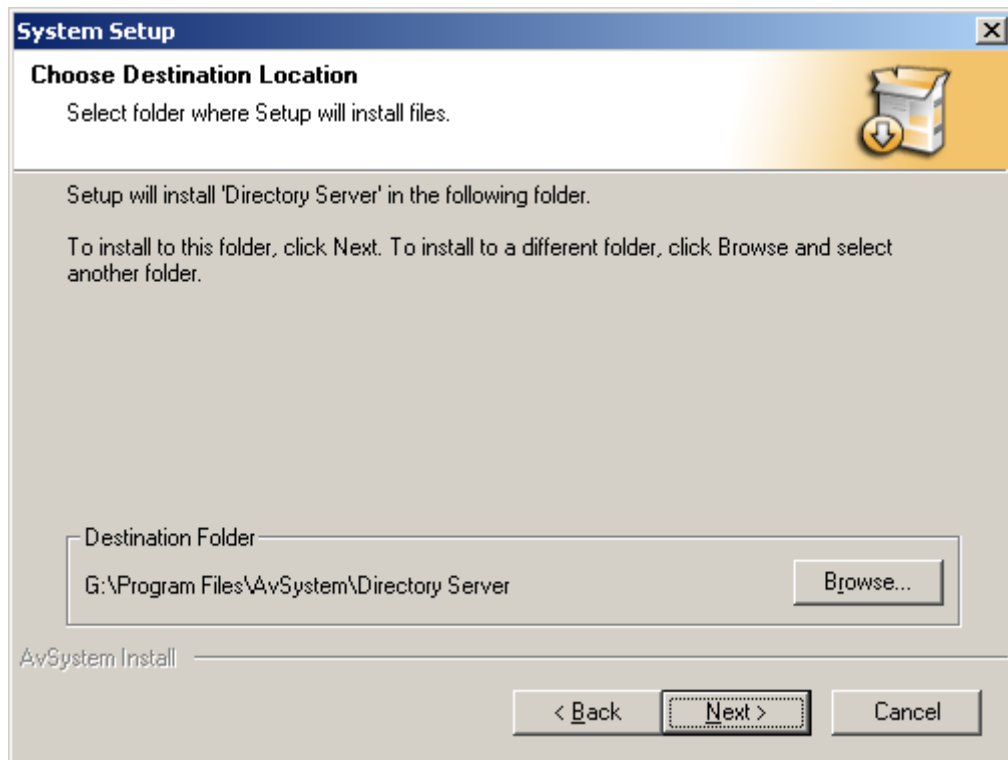 System Setup
Choose Destination Location
Select folder where Setup will install files.
Setup will install 'Directory Server' in the following folder.
To install to this folder, click Next. To install to a different folder, click Browse and select
another folder.
Destination Folder
G:\Program Files\AvSystem\Directory Server
Browse...
AvSystem Install
< Back
Next >
Cancel